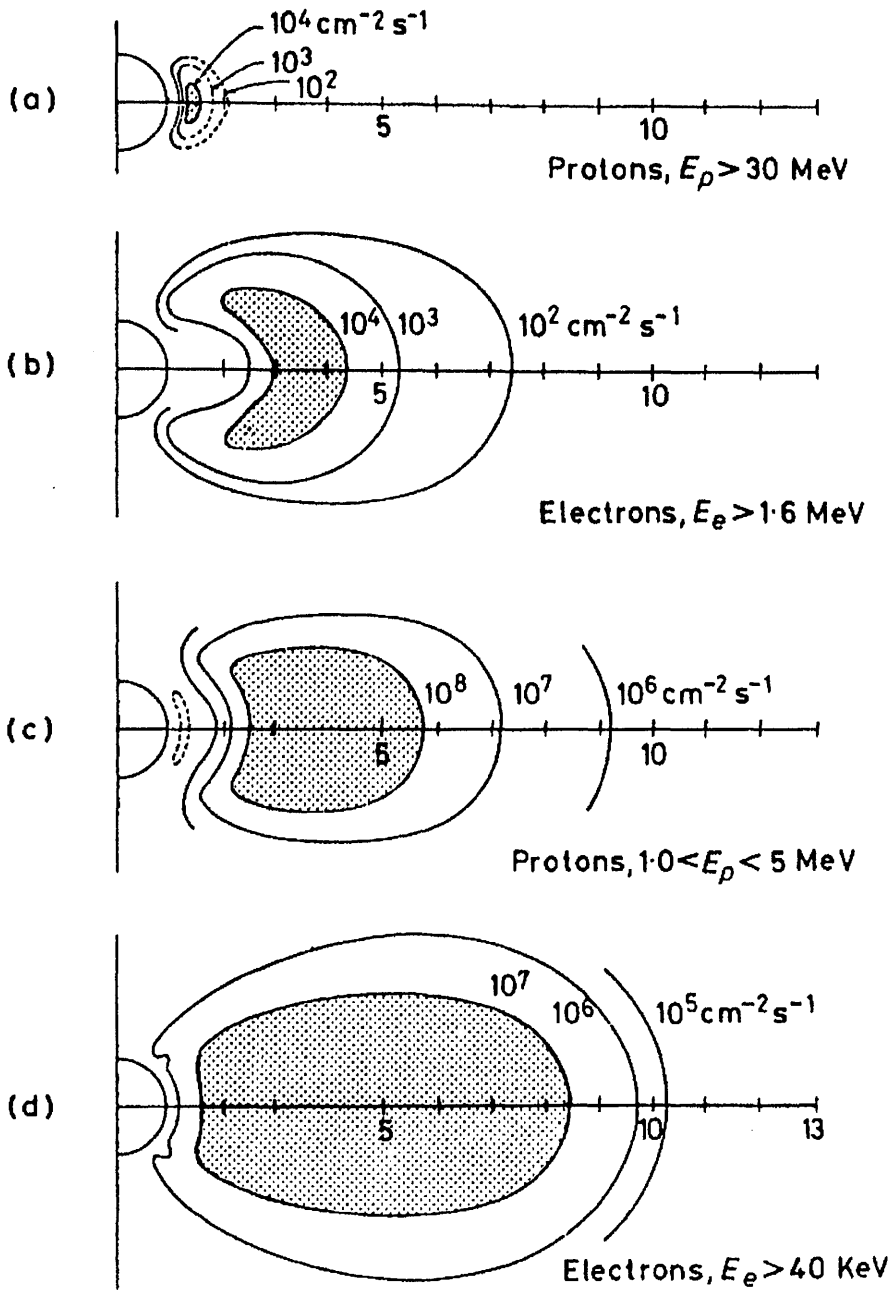 10⁴ cm⁻² s⁻¹
10³
10²
(a)
5 10
Protons, Eₚ > 30 MeV
(b)
10⁴ 10³ 10² cm⁻² s⁻¹
5 10
Electrons, Eₑ > 1·6 MeV
(c)
10⁸ 10⁷ 10⁶ cm⁻² s⁻¹
5 10
Protons, 1·0 < Eₚ < 5 MeV
(d)
10⁷ 10⁶ 10⁵ cm⁻² s⁻¹
5 10 13
Electrons, Eₑ > 40 KeV